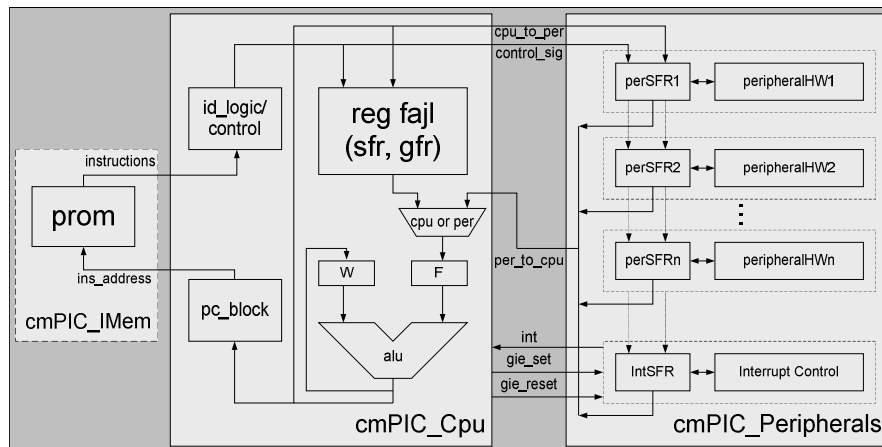 cpu_to_per
control_sig
perSFR1
peripheralHW1
id_logic/
control
reg fajl
(sfr, gfr)
instructions
perSFR2
peripheralHW2
prom
cpu or per
per_to_cpu
perSFRn
peripheralHWn
ins_address
W
F
pc_block
cmPIC_IMem
alu
int
gie_set
gie_reset
IntSFR
Interrupt Control
cmPIC_Cpu
cmPIC_Peripherals